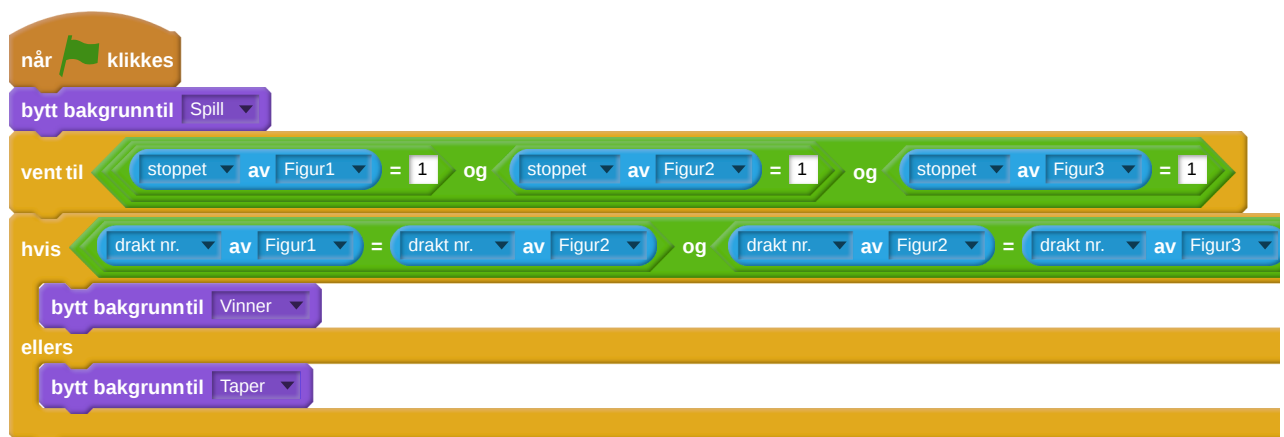 når klikkes
bytt bakgrunn til Spill
vent til stoppet av Figur1 = 1 og stoppet av Figur2 = 1 og stoppet av Figur3 = 1
hvis drakt nr. av Figur1 = drakt nr. av Figur2 og drakt nr. av Figur2 = drakt nr. av Figur3
bytt bakgrunn til Vinner
ellers
bytt bakgrunn til Taper